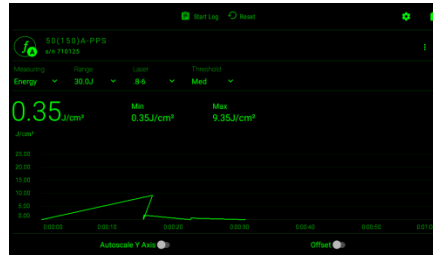 Start Log Reset
50(150)A-PPS
s/n 710125
Measuring Range Laser Threshold
Energy 30.0J .8-6 Med
0.35J/cm² Min Max
0.35J/cm² 9.35J/cm²
J/cm²
25.00
20.00
15.00
10.00
5.00
0.00
0:00:00 0:00:10 0:00:20 0:00:30 0:00:40 0:00:50 0:01:0
Autoscale Y Axis Offset